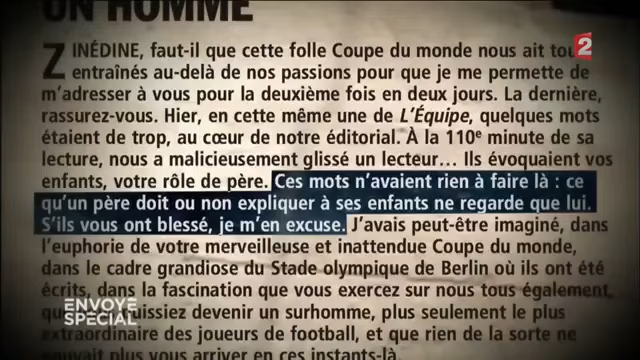 UN HOMME
ZINÉDINE, faut-il que cette folle Coupe du monde nous ait
entraînés au-delà de nos passions pour que je me permette de
m'adresser à vous pour la deuxième fois en deux jours. La dernière,
rassurez-vous. Hier, en cette même une de L'Équipe, quelques mots
étaient de trop, au cœur de notre éditorial. À la 110e minute de sa
lecture, nous a malicieusement glissé un lecteur... Ils évoquaient vos
enfants, votre rôle de père. Ces mots n'avaient rien à faire là : ce
qu'un père doit ou non expliquer à ses enfants ne regarde que lui.
S'ils vous ont blessé, je m'en excuse. J'avais peut-être imaginé, dans
l'euphorie de votre merveilleuse et inattendue Coupe du monde,
dans le cadre grandiose du Stade olympique de Berlin où ils ont été
écrits, dans la fascination que vous exercez sur nous tous également,
puissiez devenir un surhomme, plus seulement le plus
extraordinaire des joueurs de football, et que rien de la sorte ne
pouvait plus vous arriver en ces instants-là.
2
ENVOYÉ
SPÉCIAL